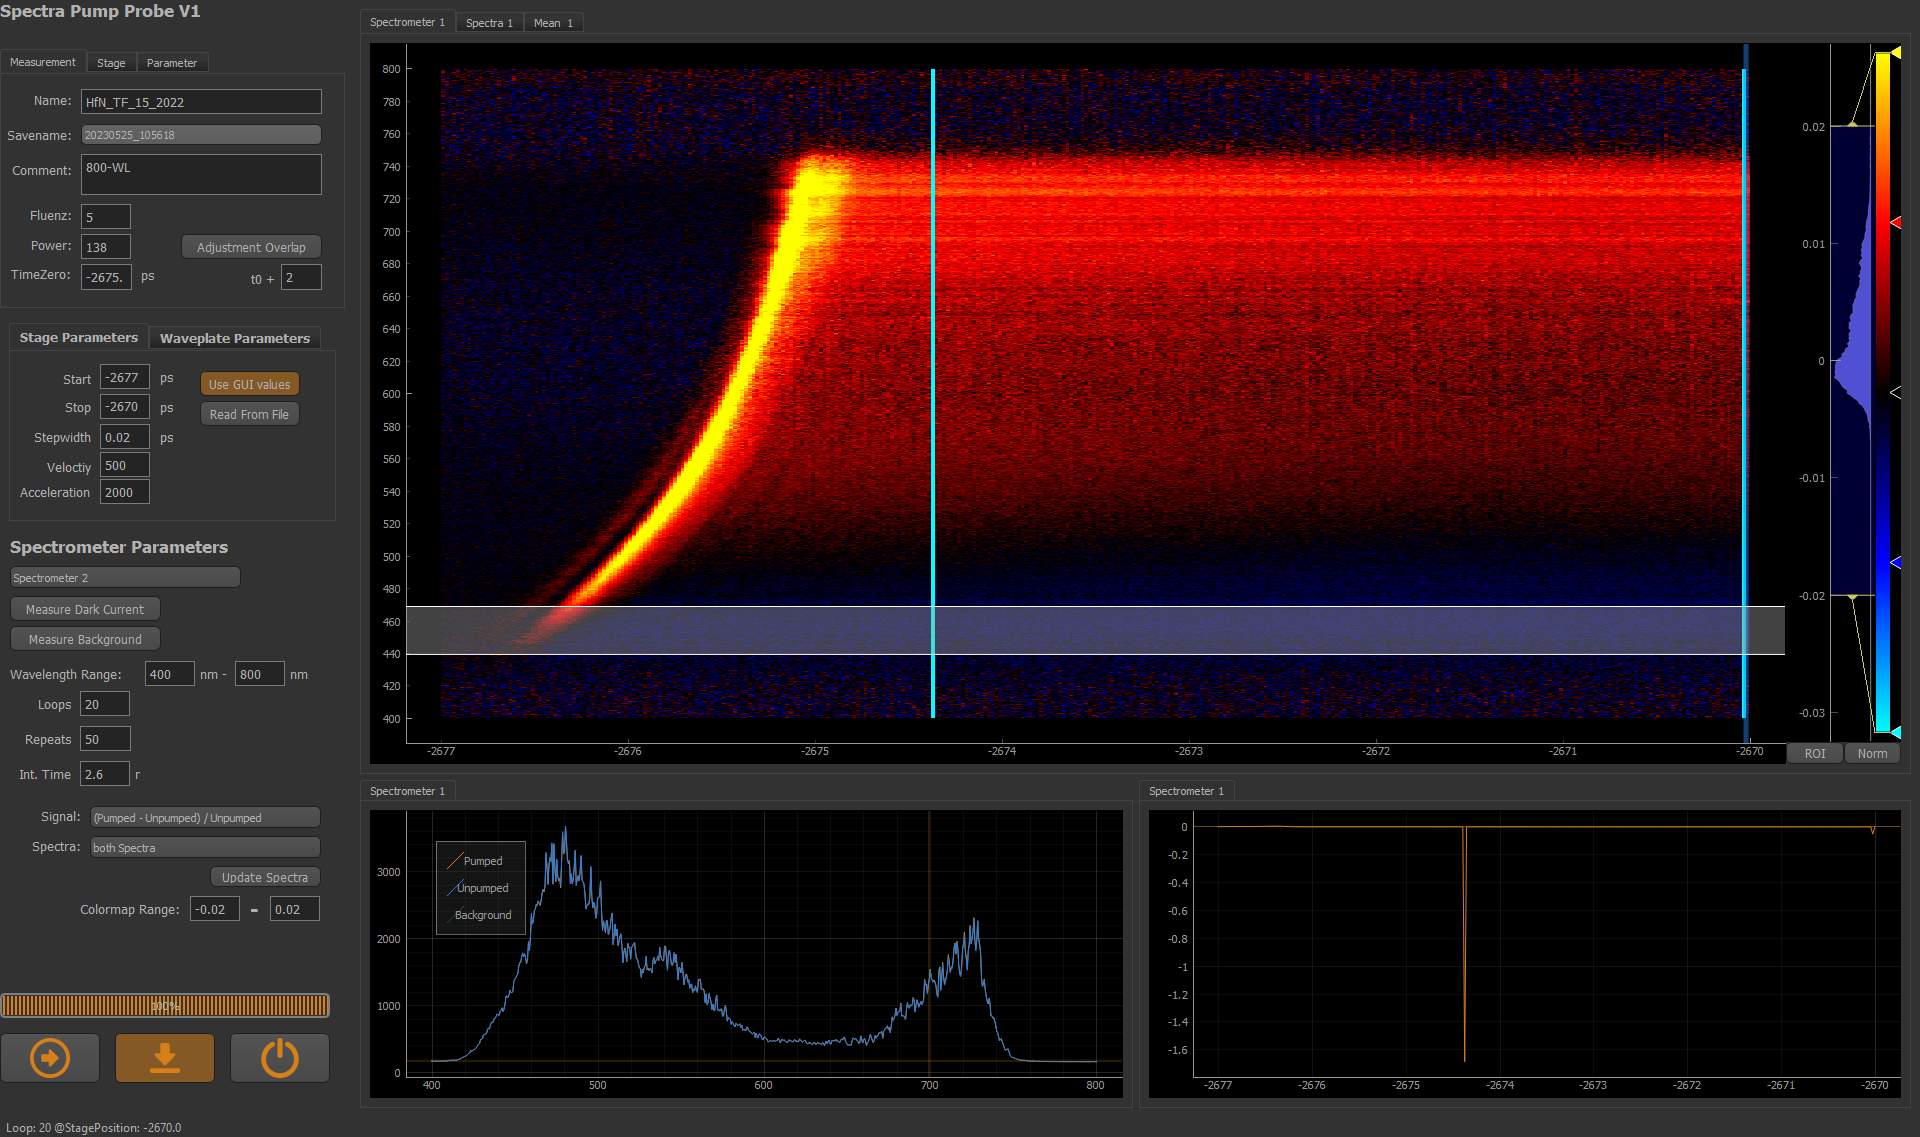 Spectra Pump Probe V1
Measurement Stage Parameter
Name: HfN_TF_15_2022
Savename: 20230525_105618
Comment: 800-WL
Fluenz: 5
Power: 138 Adjustment Overlap
TimeZero: -2675. ps t0 + 2
Stage Parameters Waveplate Parameters
Start -2677 ps Use GUI values
Stop -2670 ps Read From File
Stepwidth 0.02 ps
Veloctiy 500
Acceleration 2000
Spectrometer Parameters
Spectrometer 2
Measure Dark Current
Measure Background
Wavelength Range: 400 nm - 800 nm
Loops 20
Repeats 50
Int. Time 2.6 r
Signal: (Pumped - Unpumped) / Unpumped
Spectra: both Spectra
Update Spectra
Colormap Range: -0.02 - 0.02
100%
Loop: 20 @StagePosition: -2670.0
Spectrometer 1 Spectra 1 Mean 1
800
780
760
740
720
700
680
660
640
620
600
580
560
540
520
500
480
460
440
420
400
-2677 -2676 -2675 -2674 -2673 -2672 -2671 -2670
0.02
0.01
0
-0.01
-0.02
-0.03
ROI Norm
Spectrometer 1
3000
2000
1000
0
Pumped
Unpumped
Background
400 500 600 700 800
Spectrometer 1
0
-0.2
-0.4
-0.6
-0.8
-1
-1.2
-1.4
-1.6
-2677 -2676 -2675 -2674 -2673 -2672 -2671 -2670